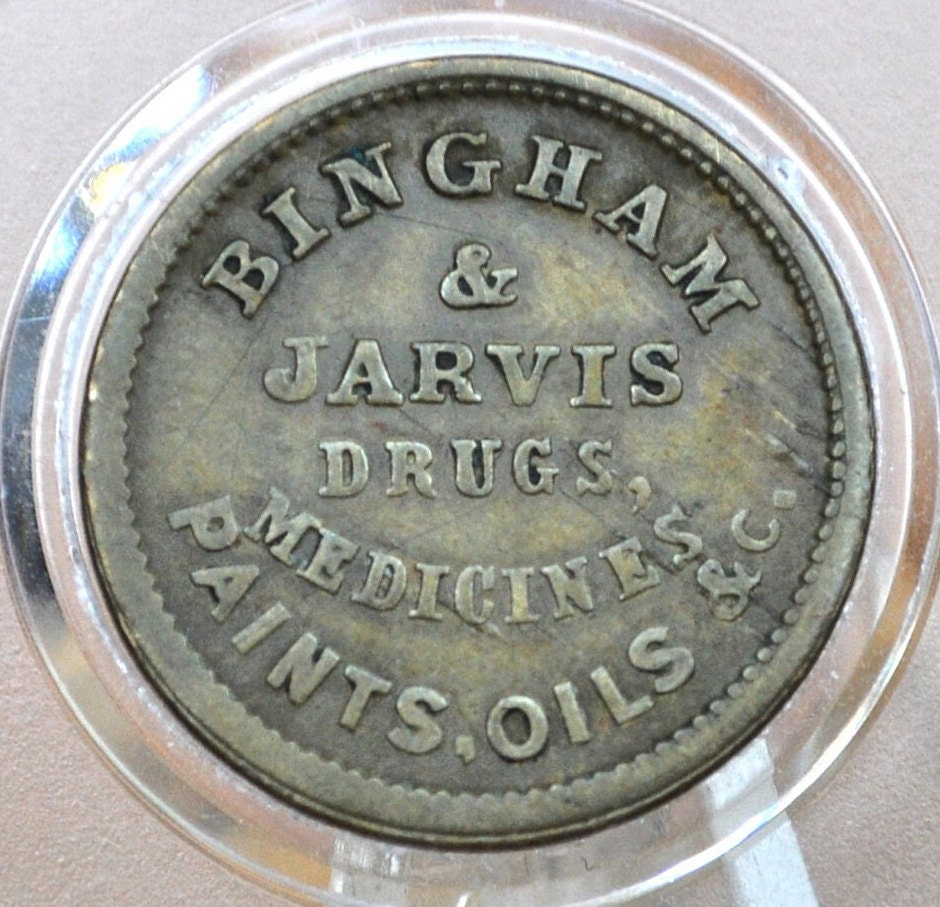 BINGHAM
&
JARVIS
DRUGS,
MEDICINES
PAINTS, OILS &C.